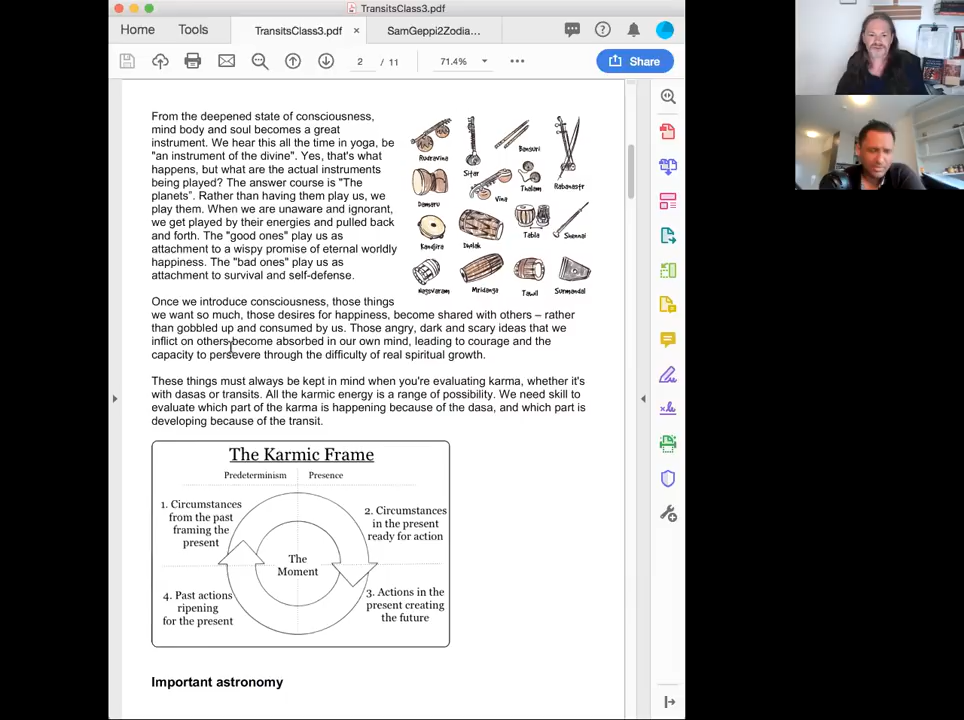 TransitsClass3.pdf
Home
Tools
TransitsClass3.pdf
×
SamGeppi2Zodia...
2 / 11
71.4%
Share
From the deepened state of consciousness,
mind body and soul becomes a great
instrument. We hear this all the time in yoga, be
"an instrument of the divine". Yes, that's what
happens, but what are the actual instruments
being played? The answer course is "The
planets". Rather than having them play us, we
play them. When we are unaware and ignorant,
we get played by their energies and pulled back
and forth. The "good ones" play us as
attachment to a wispy promise of eternal worldly
happiness. The "bad ones" play us as
attachment to survival and self-defense.
Rudravina
Sitar
Bansuri
Rabanastr
Damaru
Vina
Thalam
Kandjira
Dholak
Tabla
Shennai
Nagsvaram
Mridanga
Tawil
Surmandal
Once we introduce consciousness, those things
we want so much, those desires for happiness, become shared with others – rather
than gobbled up and consumed by us. Those angry, dark and scary ideas that we
inflict on others become absorbed in our own mind, leading to courage and the
capacity to persevere through the difficulty of real spiritual growth.
These things must always be kept in mind when you're evaluating karma, whether it's
with dasas or transits. All the karmic energy is a range of possibility. We need skill to
evaluate which part of the karma is happening because of the dasa, and which part is
developing because of the transit.
The Karmic Frame
Predeterminism
Presence
1. Circumstances
from the past
framing the
present
2. Circumstances
in the present
ready for action
The
Moment
4. Past actions
ripening
for the present
3. Actions in the
present creating
the future
Important astronomy